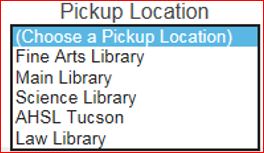 Pickup Location
(Choose a Pickup Location)
Fine Arts Library
Main Library
Science Library
AHSL Tucson
Law Library